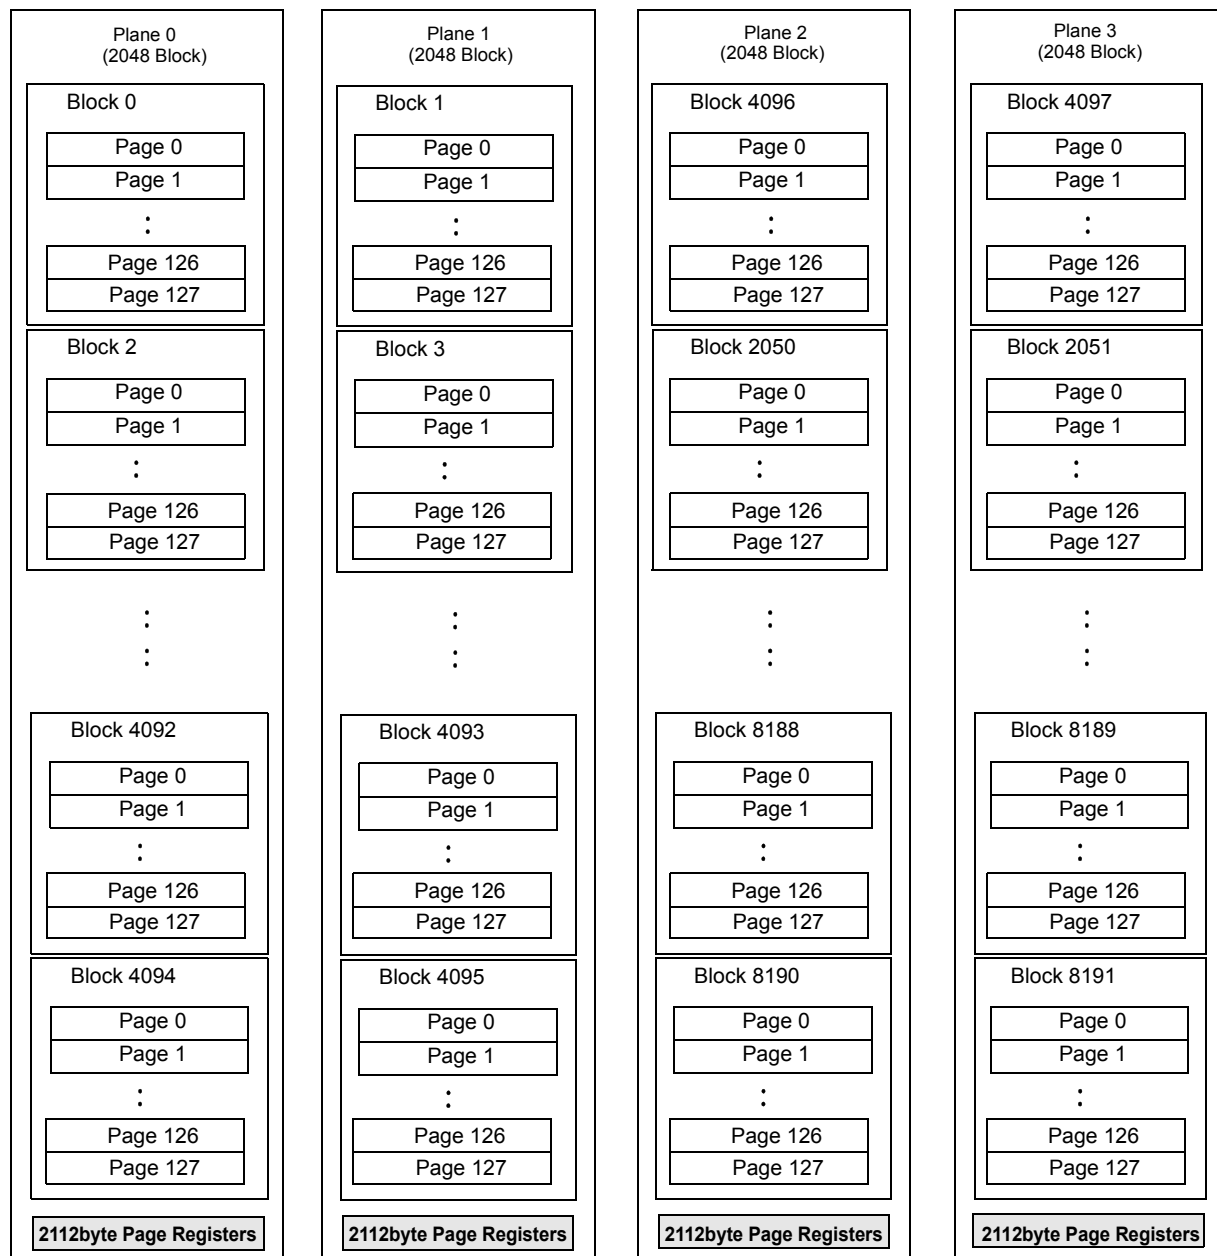 Plane 0
(2048 Block)
Block 0
Page 0
Page 1
Page 126
Page 127
Block 2
Page 0
Page 1
Page 126
Page 127
Block 4092
Page 0
Page 1
Page 126
Page 127
Block 4094
Page 0
Page 1
Page 126
Page 127
2112byte Page Registers
Plane 1
(2048 Block)
Block 1
Page 0
Page 1
Page 126
Page 127
Block 3
Page 0
Page 1
Page 126
Page 127
Block 4093
Page 0
Page 1
Page 126
Page 127
Block 4095
Page 0
Page 1
Page 126
Page 127
2112byte Page Registers
Plane 2
(2048 Block)
Block 4096
Page 0
Page 1
Page 126
Page 127
Block 2050
Page 0
Page 1
Page 126
Page 127
Block 8188
Page 0
Page 1
Page 126
Page 127
Block 8190
Page 0
Page 1
Page 126
Page 127
2112byte Page Registers
Plane 3
(2048 Block)
Block 4097
Page 0
Page 1
Page 126
Page 127
Block 2051
Page 0
Page 1
Page 126
Page 127
Block 8189
Page 0
Page 1
Page 126
Page 127
Block 8191
Page 0
Page 1
Page 126
Page 127
2112byte Page Registers